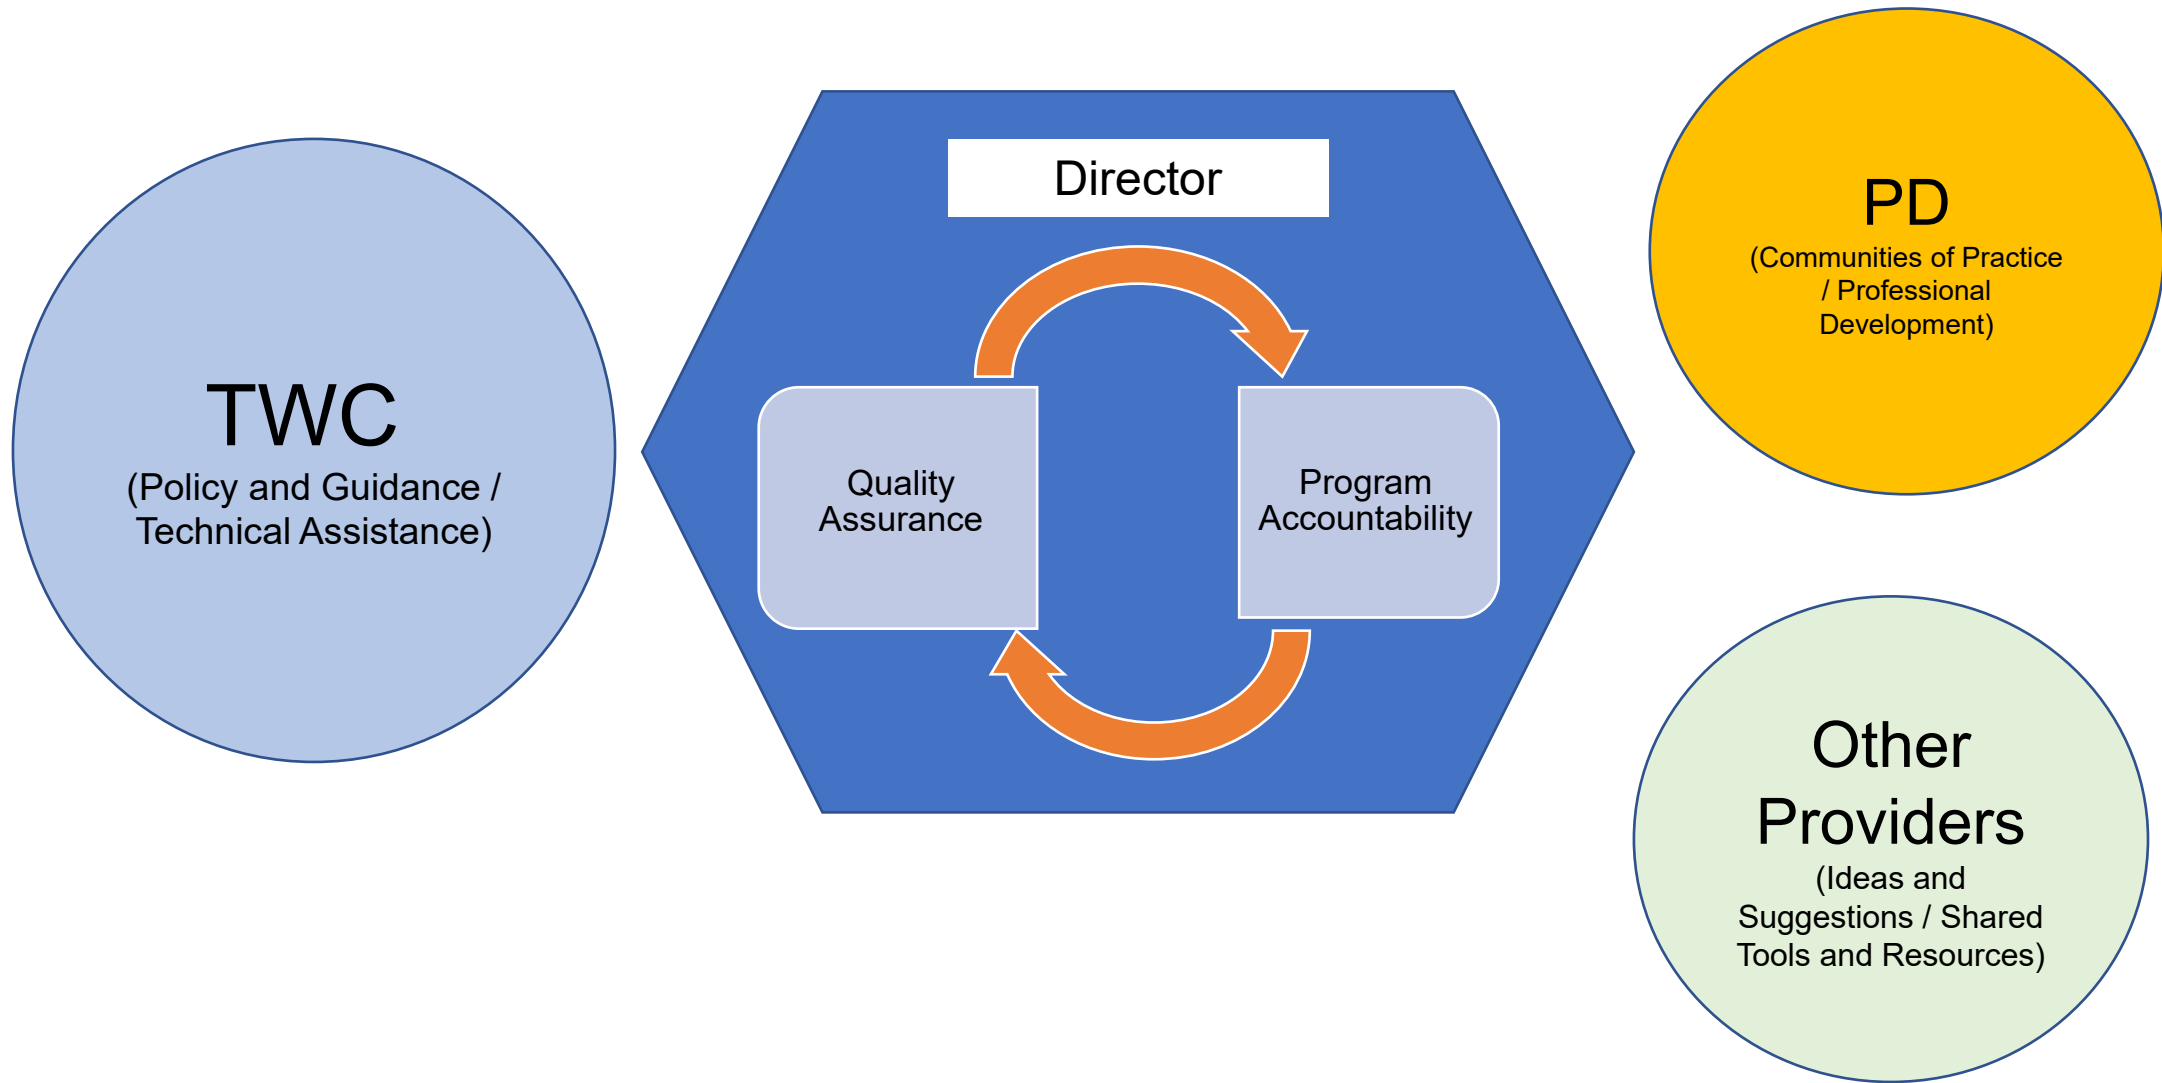 TWC
(Policy and Guidance /
Technical Assistance)
Director
Quality
Assurance
Program
Accountability
PD
(Communities of Practice
/ Professional
Development)
Other
Providers
(Ideas and
Suggestions / Shared
Tools and Resources)